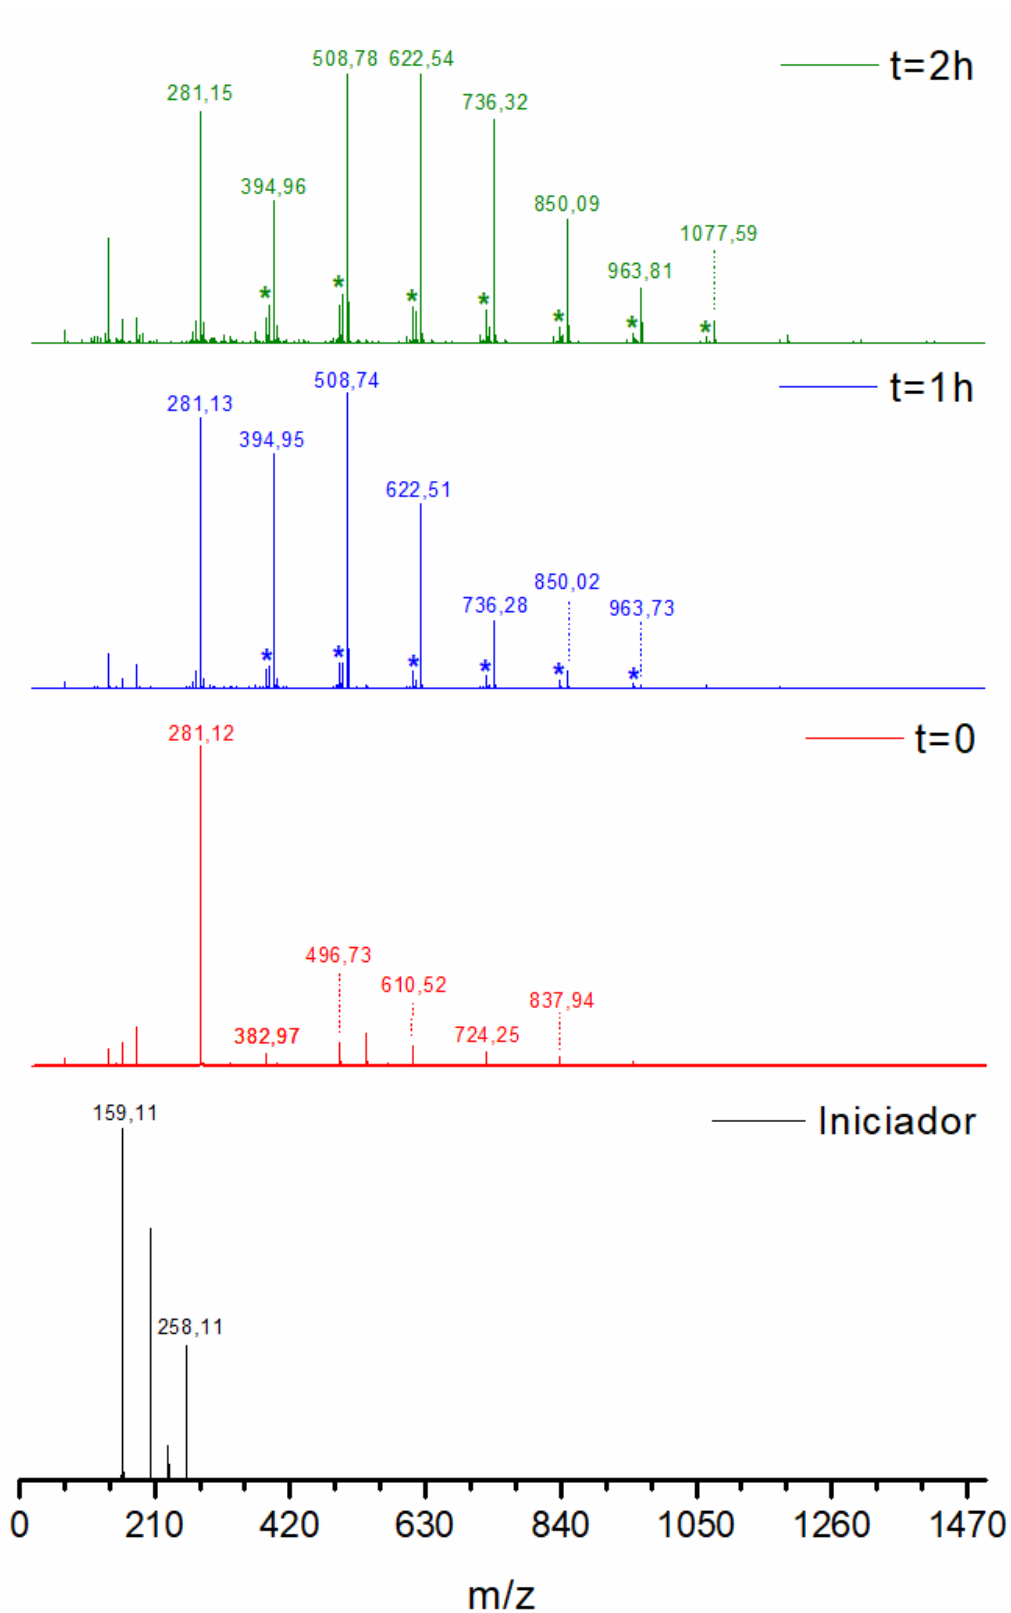 t=2h
508,78 622,54
281,15
736,32
394,96
850,09
1077,59
963,81
* * * * * * *
t=1h
508,74
281,13
394,95
622,51
850,02
736,28
963,73
* * * * * *
t=0
281,12
496,73
610,52
837,94
382,97
724,25
Iniciador
159,11
258,11
0 210 420 630 840 1050 1260 1470
m/z